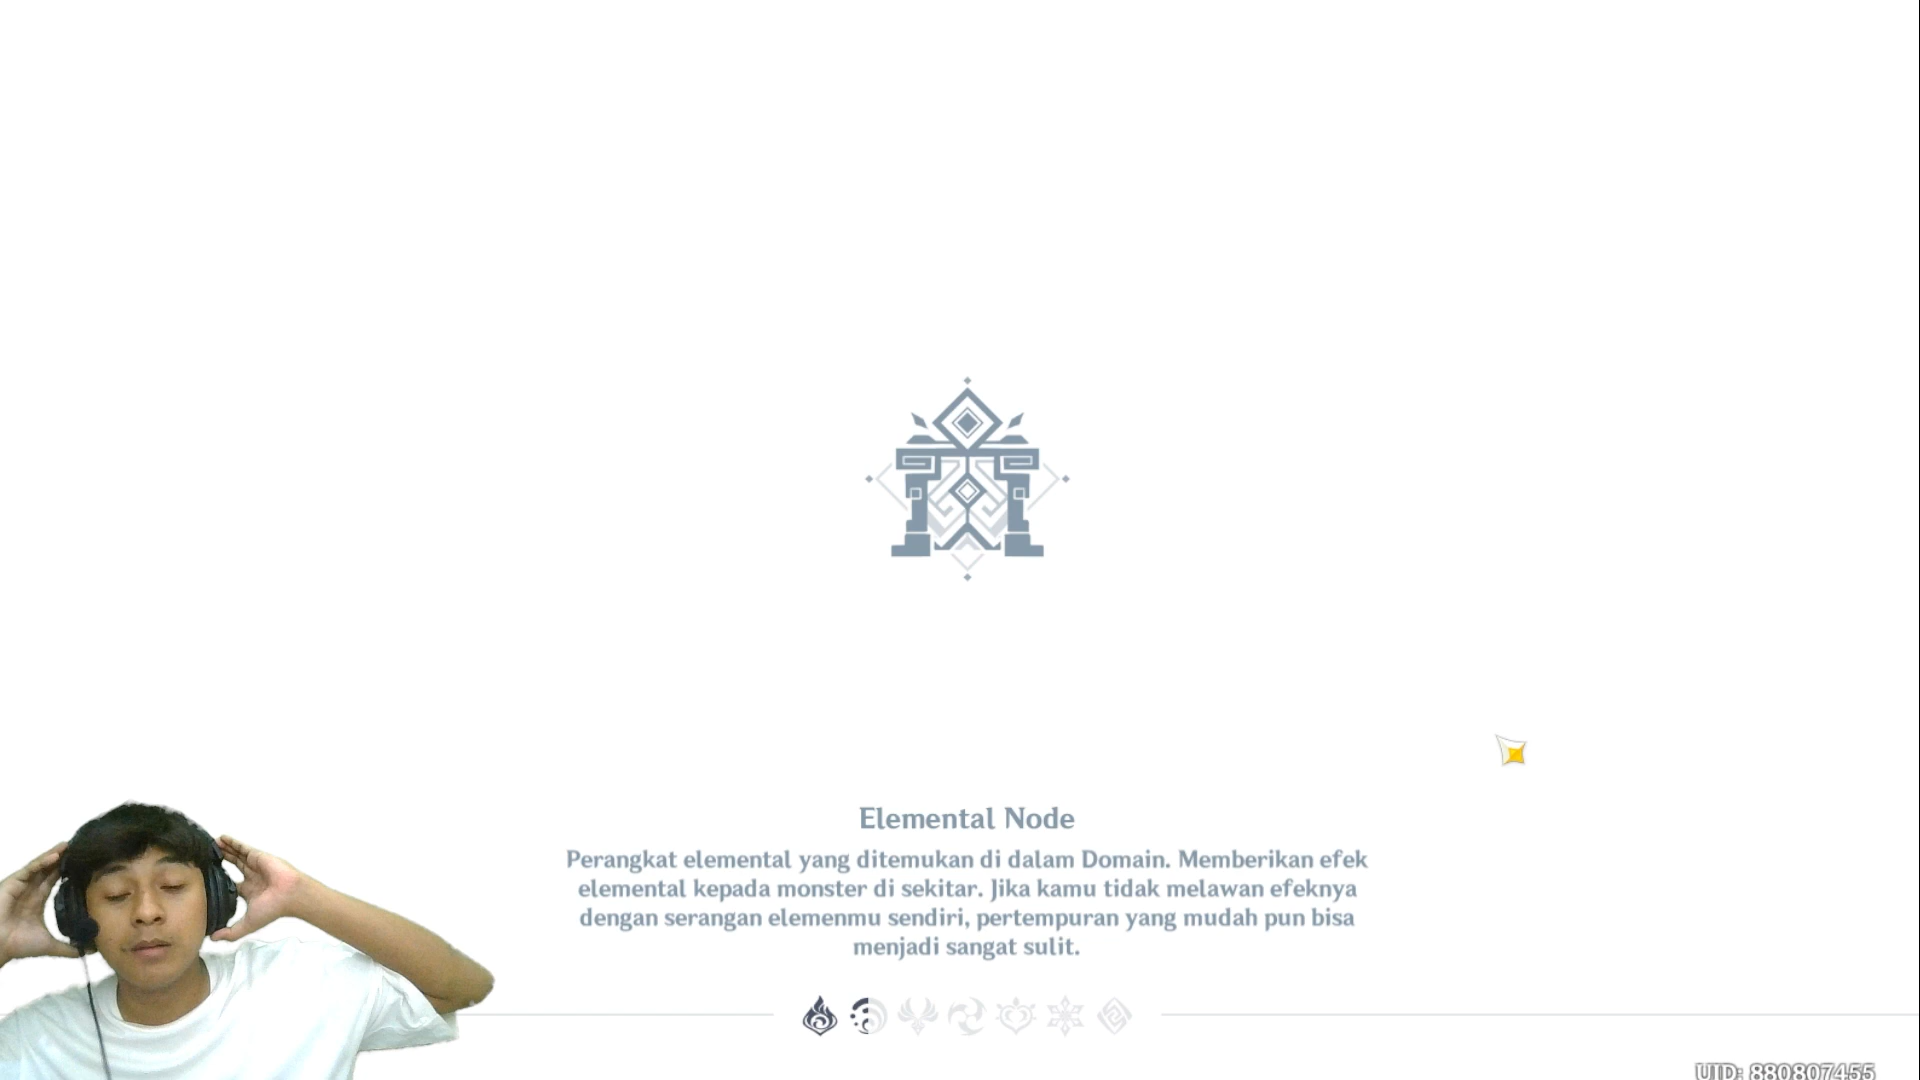 Elemental Node
Perangkat elemental yang ditemukan di dalam Domain. Memberikan efek
elemental kepada monster di sekitar. Jika kamu tidak melawan efeknya
dengan serangan elemenmu sendiri, pertempuran yang mudah pun bisa
menjadi sangat sulit.
UID: 880807455